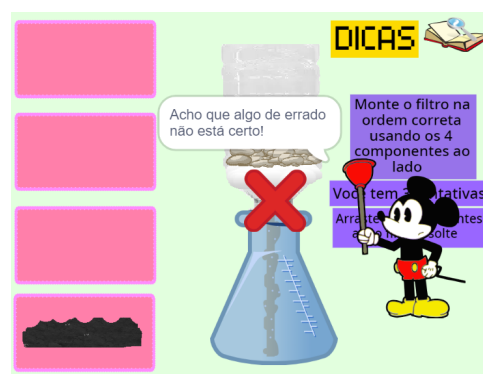 DICAS
Acho que algo de errado
não está certo!
Monte o filtro na
ordem correta
usando os 4
componentes ao
lado
Você tem
solte